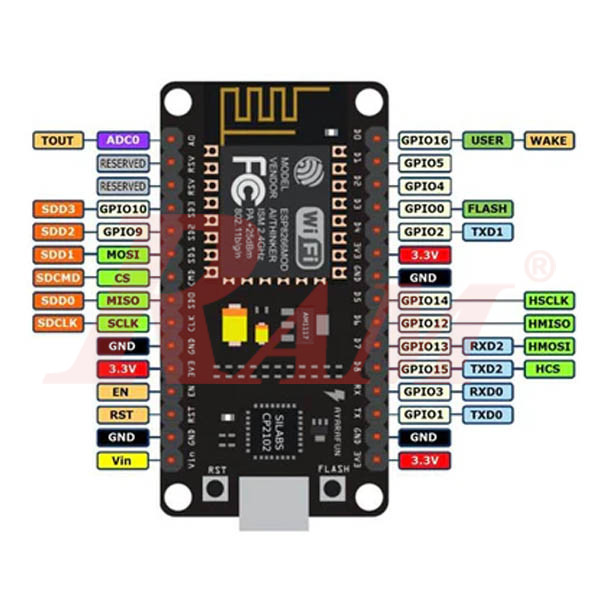 TOUT ADC0
RESERVED
RESERVED
SDD3 GPIO10
SDD2 GPIO9
SDD1 MOSI
SDCMD CS
SDD0 MISO
SDCLK SCLK
GND
3.3V
EN
RST
GND
Vin
A0
RSV
RSV
SD3
SD2
SD1
CMD
SD0
CLK
GND
3V3
EN
RST
GND
Vin
MODEL ESP8266MOD
VENDOR AI/THINKER
ISM 2.4GHz
PA +25dBm
802.11b/g/n
FC
Wi Fi
AMS1117
SILABS
CP2102
AYARAFUN
RST
FLASH
D0
D1
D2
D3
D4
3V3
GND
D5
D6
D7
D8
RX
TX
GND
3V3
GPIO16 USER WAKE
GPIO5
GPIO4
GPIO0 FLASH
GPIO2 TXD1
3.3V
GND
GPIO14 HSCLK
GPIO12 HMISO
GPIO13 RXD2 HMOSI
GPIO15 TXD2 HCS
GPIO3 RXD0
GPIO1 TXD0
GND
3.3V
RAM
®